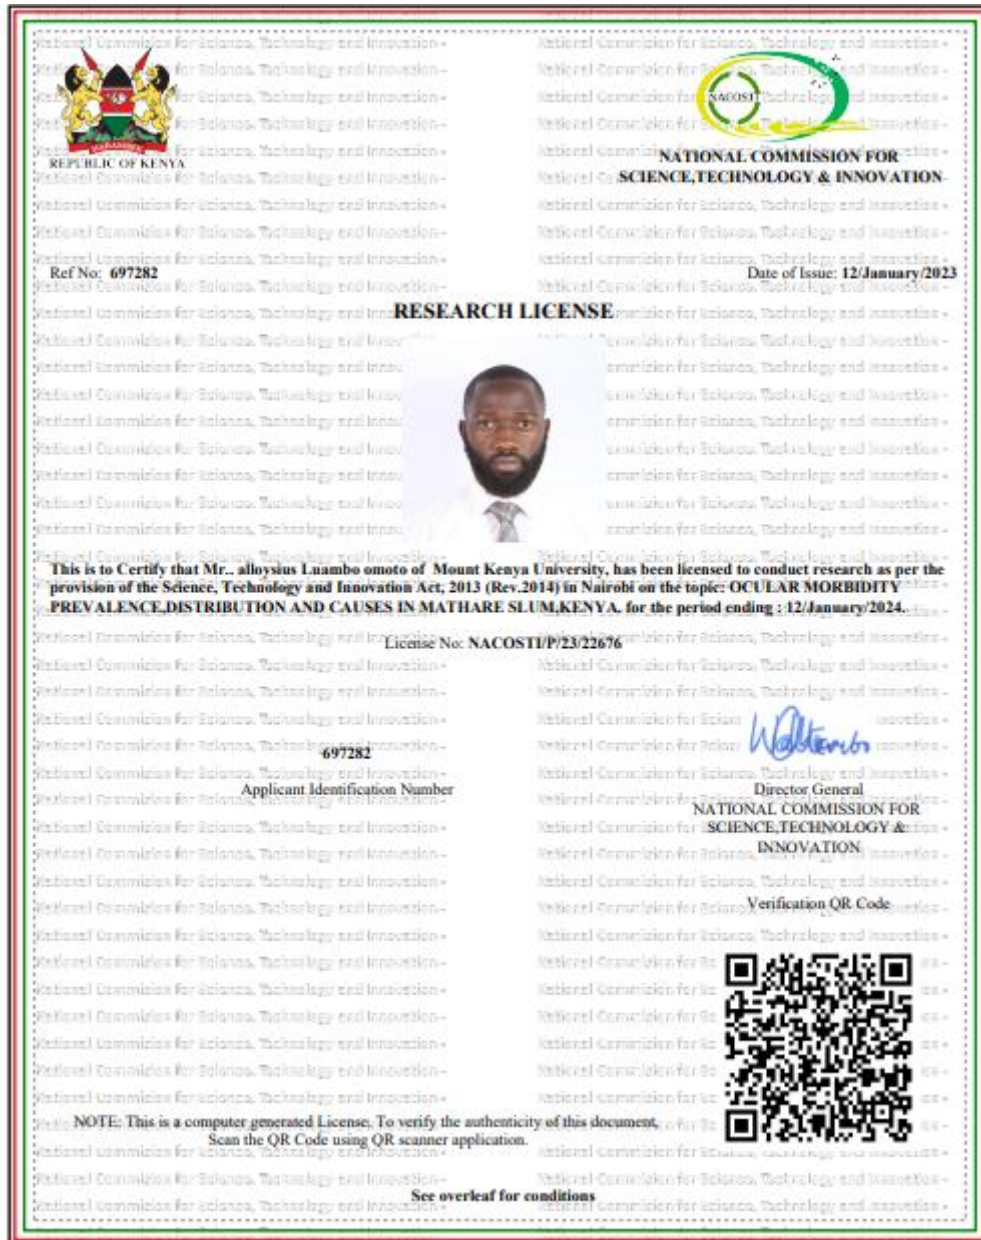 HARAMBEE
REPUBLIC OF KENYA
NACOSTI
NATIONAL COMMISSION FOR
SCIENCE,TECHNOLOGY & INNOVATION
Ref No: 697282
Date of Issue: 12/January/2023
RESEARCH LICENSE
This is to Certify that Mr.. alloysius Luambo omoto of Mount Kenya University, has been licensed to conduct research as per the
provision of the Science, Technology and Innovation Act, 2013 (Rev.2014) in Nairobi on the topic: OCULAR MORBIDITY
PREVALENCE,DISTRIBUTION AND CAUSES IN MATHARE SLUM,KENYA. for the period ending : 12/January/2024.
License No: NACOSTI/P/23/22676
697282
Applicant Identification Number
Director General
NATIONAL COMMISSION FOR
SCIENCE,TECHNOLOGY &
INNOVATION
Verification QR Code
NOTE: This is a computer generated License. To verify the authenticity of this document,
Scan the QR Code using QR scanner application.
See overleaf for conditions